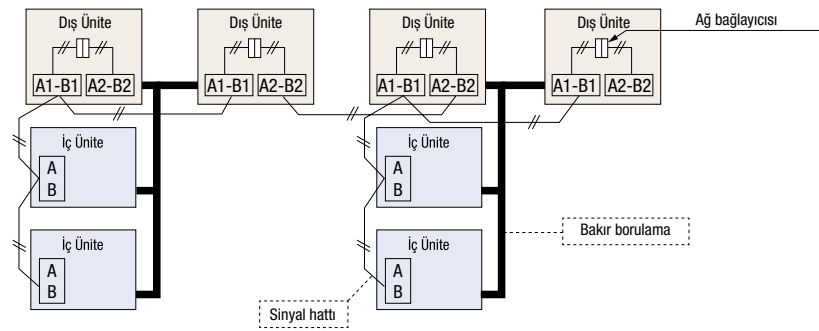 Dış Ünite
Dış Ünite
Dış Ünite
Dış Ünite
Ağ bağlayıcısı
A1-B1 A2-B2
A1-B1 A2-B2
A1-B1 A2-B2
A1-B1 A2-B2
İç Ünite
A
B
İç Ünite
A
B
Bakır borulama
İç Ünite
A
B
İç Ünite
A
B
Sinyal hattı